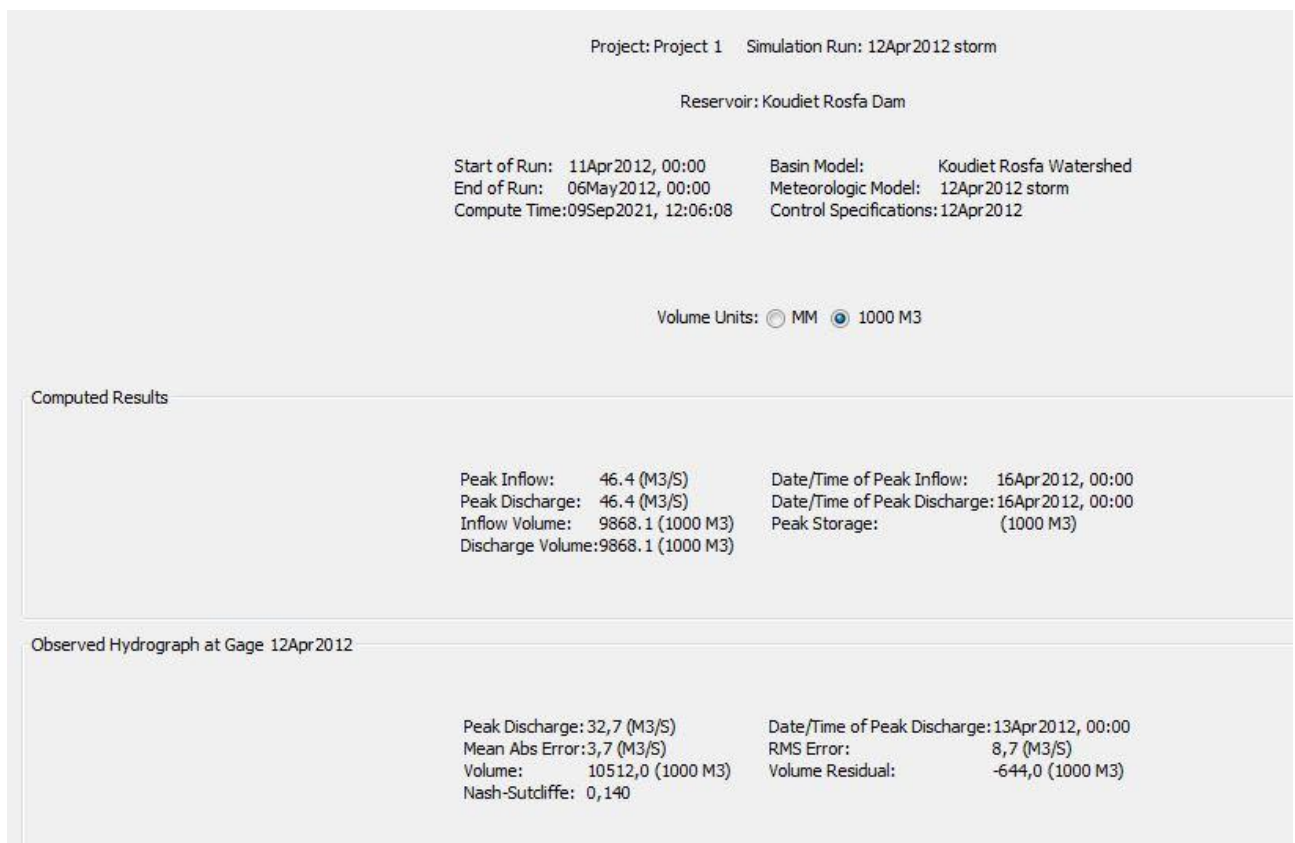 Project: Project 1 Simulation Run: 12Apr2012 storm
Reservoir: Koudiet Rosfa Dam
Start of Run: 11Apr2012, 00:00 Basin Model: Koudiet Rosfa Watershed
End of Run: 06May2012, 00:00 Meteorologic Model: 12Apr2012 storm
Compute Time:09Sep2021, 12:06:08 Control Specifications:12Apr2012
Volume Units: MM 1000 M3
Computed Results
Peak Inflow: 46.4 (M3/S) Date/Time of Peak Inflow: 16Apr2012, 00:00
Peak Discharge: 46.4 (M3/S) Date/Time of Peak Discharge:16Apr2012, 00:00
Inflow Volume: 9868.1 (1000 M3) Peak Storage: (1000 M3)
Discharge Volume:9868.1 (1000 M3)
Observed Hydrograph at Gage 12Apr2012
Peak Discharge:32,7 (M3/S) Date/Time of Peak Discharge:13Apr2012, 00:00
Mean Abs Error:3,7 (M3/S) RMS Error: 8,7 (M3/S)
Volume: 10512,0 (1000 M3) Volume Residual: -644,0 (1000 M3)
Nash-Sutcliffe: 0,140